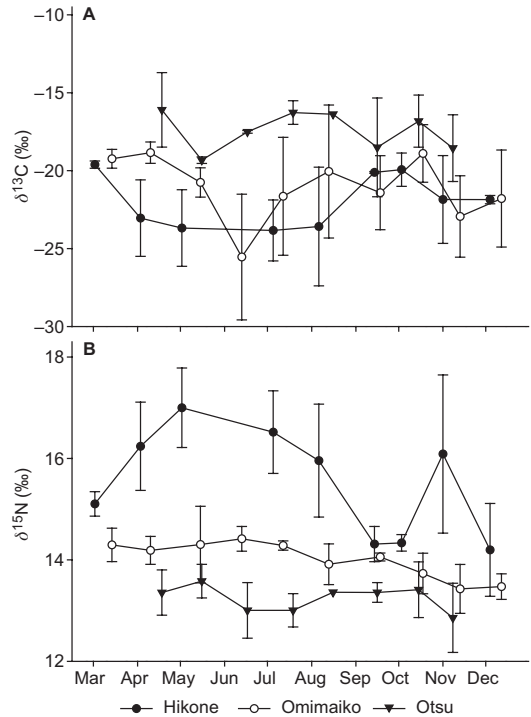 A
–10
–15
–20
–25
–30
δ13C (‰)
B
18
16
14
12
δ15N (‰)
Mar Apr May Jun Jul Aug Sep Oct Nov Dec
Hikone Omimaiko Otsu